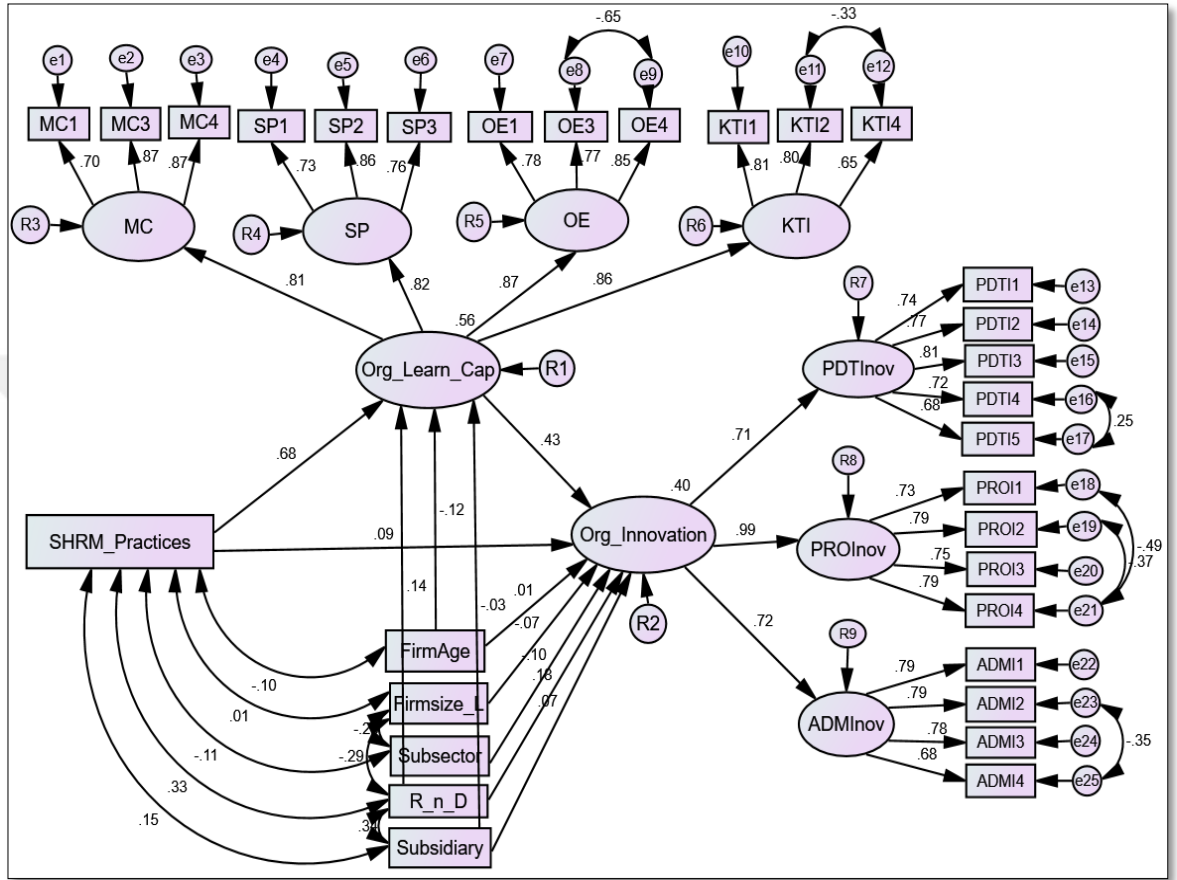 -.65
-.33
e1
e2
e3
e4
e5
e6
e7
e8
e9
e10
e11
e12
MC1
MC3
MC4
SP1
SP2
SP3
OE1
OE3
OE4
KTI1
KTI2
KTI4
.70
.87
.87
.73
.86
.76
.78
.77
.85
.81
.80
.65
R3
MC
R4
SP
R5
OE
R6
KTI
.81
.82
.87
.86
.56
Org_Learn_Cap
R1
R7
PDTInov
.74
.77
.81
.72
.68
PDTI1
PDTI2
PDTI3
PDTI4
PDTI5
e13
e14
e15
e16
e17
.25
.68
.43
.71
.40
SHRM_Practices
.09
-.12
.14
-.03
Org_Innovation
.99
R2
R8
PROInov
.73
.79
.75
.79
PROI1
PROI2
PROI3
PROI4
e18
e19
e20
e21
-.49
-.37
.01
-.07
-.10
.18
.07
.72
FirmAge
Firmsize_L
Subsector
R_n_D
Subsidiary
-.10
.01
-.11
.33
.15
-.29
R9
ADMInov
.79
.79
.78
.68
ADMI1
ADMI2
ADMI3
ADMI4
e22
e23
e24
e25
-.35